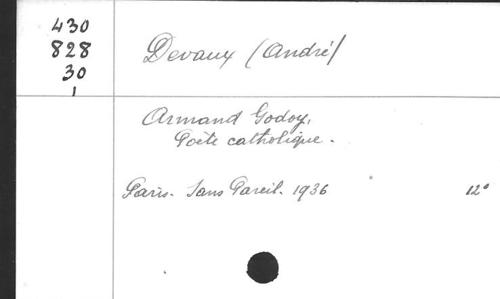 430
828
30
1
Devaux (André)
Armand Godoy,
Poète catholique.
Paris. Sans Pareil. 1936 12°